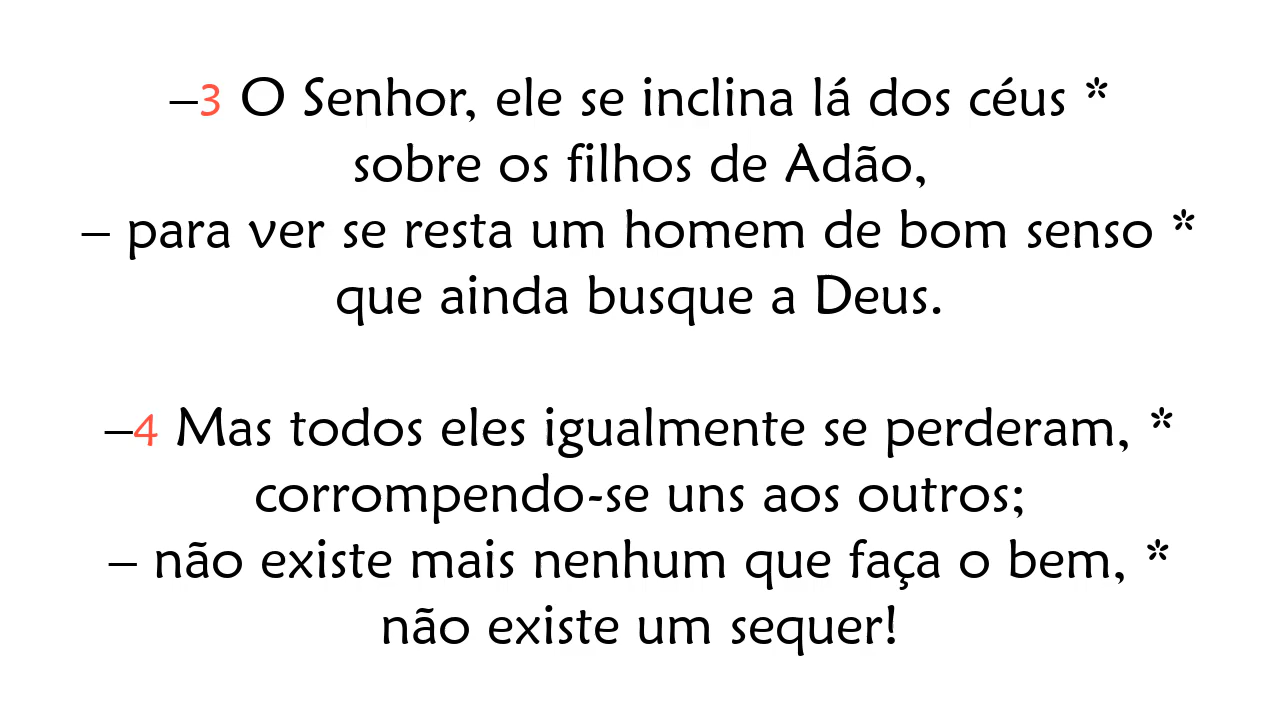 –3 O Senhor, ele se inclina lá dos céus *
sobre os filhos de Adão,
– para ver se resta um homem de bom senso *
que ainda busque a Deus.
–4 Mas todos eles igualmente se perderam, *
corrompendo-se uns aos outros;
– não existe mais nenhum que faça o bem, *
não existe um sequer!